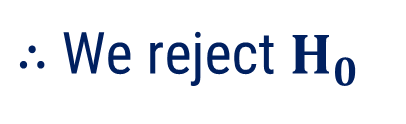 ∴ We reject H₀